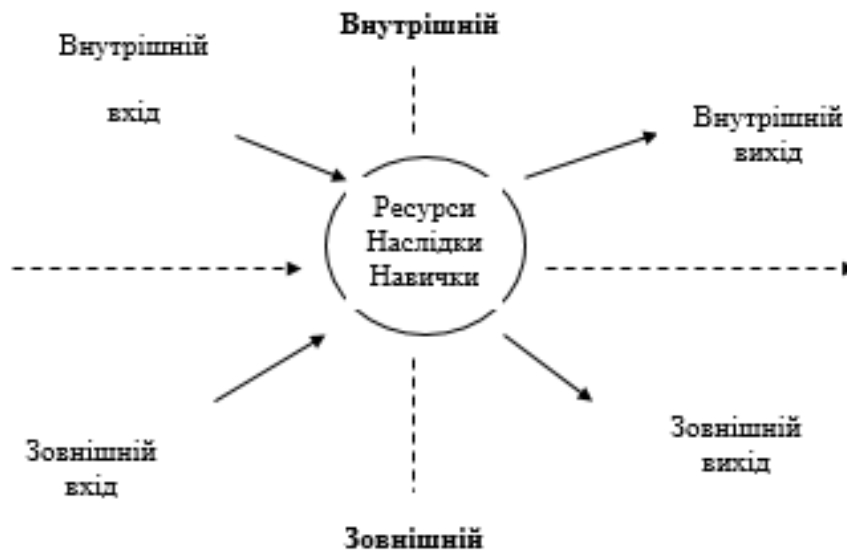 Внутрішній
Внутрішній
вхід
Внутрішній
вихід
Ресурси
Наслідки
Навички
Зовнішній
вхід
Зовнішній
вихід
Зовнішній